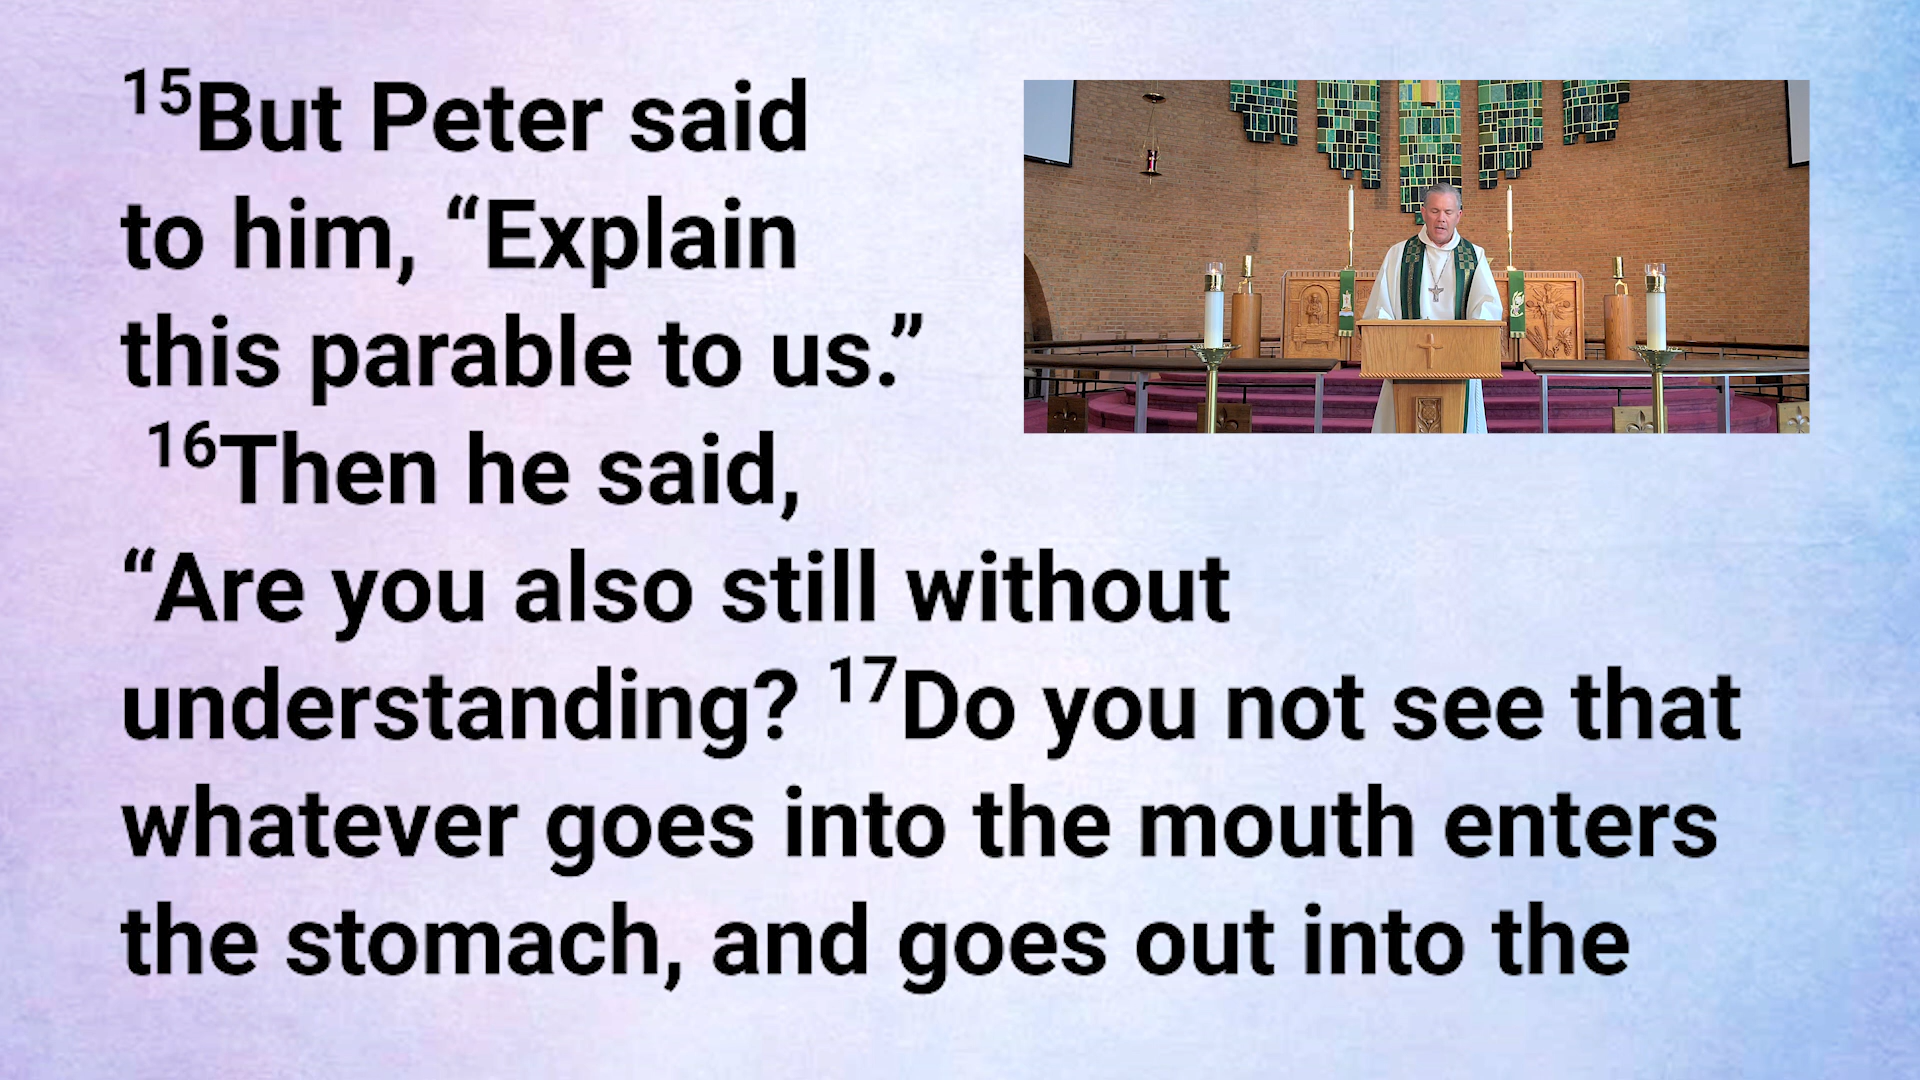 15But Peter said
to him, “Explain
this parable to us.”
16Then he said,
“Are you also still without
understanding? 17Do you not see that
whatever goes into the mouth enters
the stomach, and goes out into the